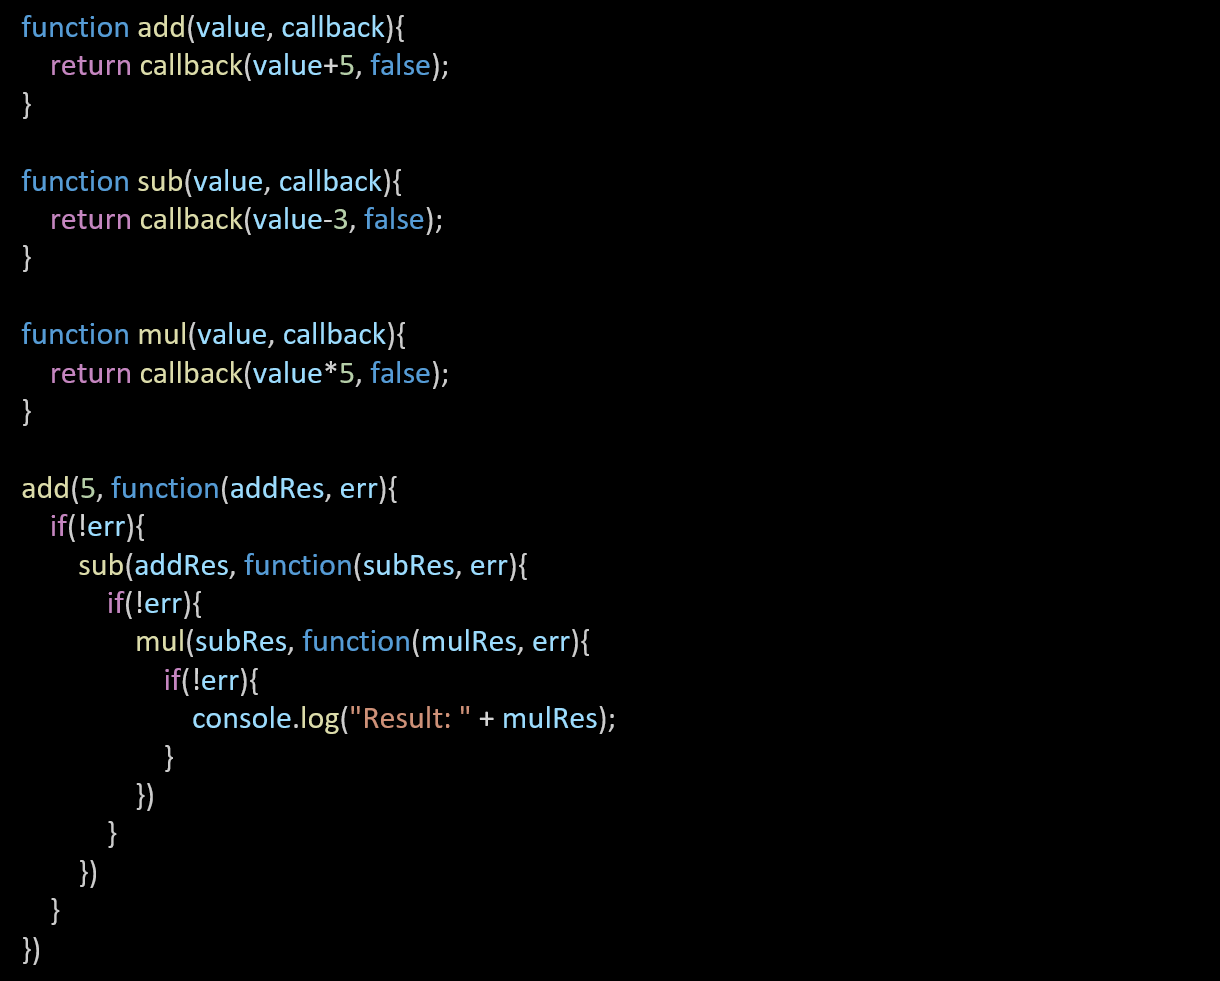 function add(value, callback){
    return callback(value+5, false);
}

function sub(value, callback){
    return callback(value-3, false);
}

function mul(value, callback){
    return callback(value*5, false);
}

add(5, function(addRes, err){
    if(!err){
        sub(addRes, function(subRes, err){
            if(!err){
                mul(subRes, function(mulRes, err){
                    if(!err){
                        console.log("Result: " + mulRes);
                    }
                })
            }
        })
    }
})